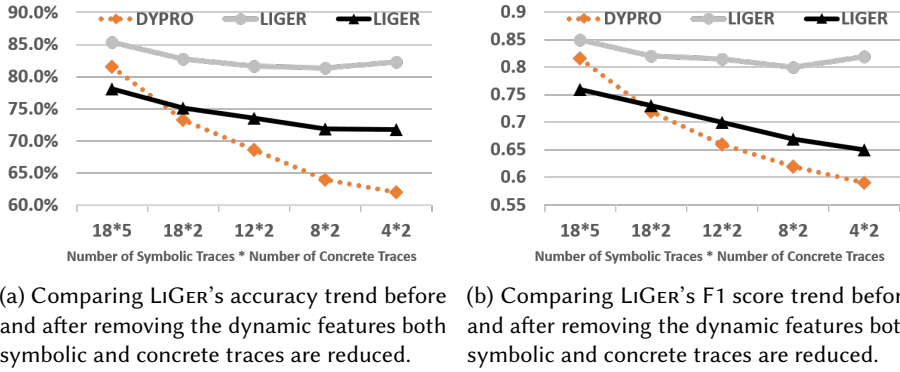 90.0%
85.0%
80.0%
75.0%
70.0%
65.0%
60.0%
DYPRO LIGER LIGER
18*5 18*2 12*2 8*2 4*2
Number of Symbolic Traces * Number of Concrete Traces
(a) Comparing LiGer's accuracy trend before
and after removing the dynamic features both
symbolic and concrete traces are reduced.
0.9
0.85
0.8
0.75
0.7
0.65
0.6
0.55
DYPRO LIGER LIGER
18*5 18*2 12*2 8*2 4*2
Number of Symbolic Traces * Number of Concrete Traces
(b) Comparing LiGer's F1 score trend befor
and after removing the dynamic features bot
symbolic and concrete traces are reduced.